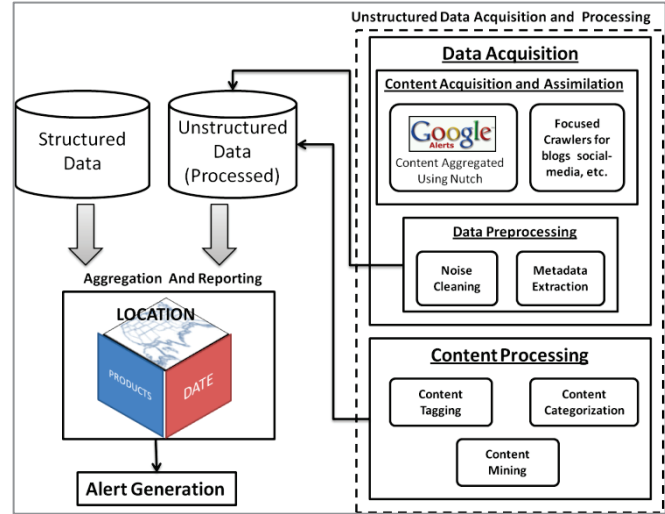 Unstructured Data Acquisition and Processing
Data Acquisition
Content Acquisition and Assimilation
Google
Alerts
Content Aggregated
Using Nutch
Focused
Crawlers for
blogs social-
media, etc.
Data Preprocessing
Noise
Cleaning
Metadata
Extraction
Content Processing
Content
Tagging
Content
Categorization
Content
Mining
Structured
Data
Unstructured
Data
(Processed)
Aggregation And Reporting
LOCATION
PRODUCTS
DATE
Alert Generation